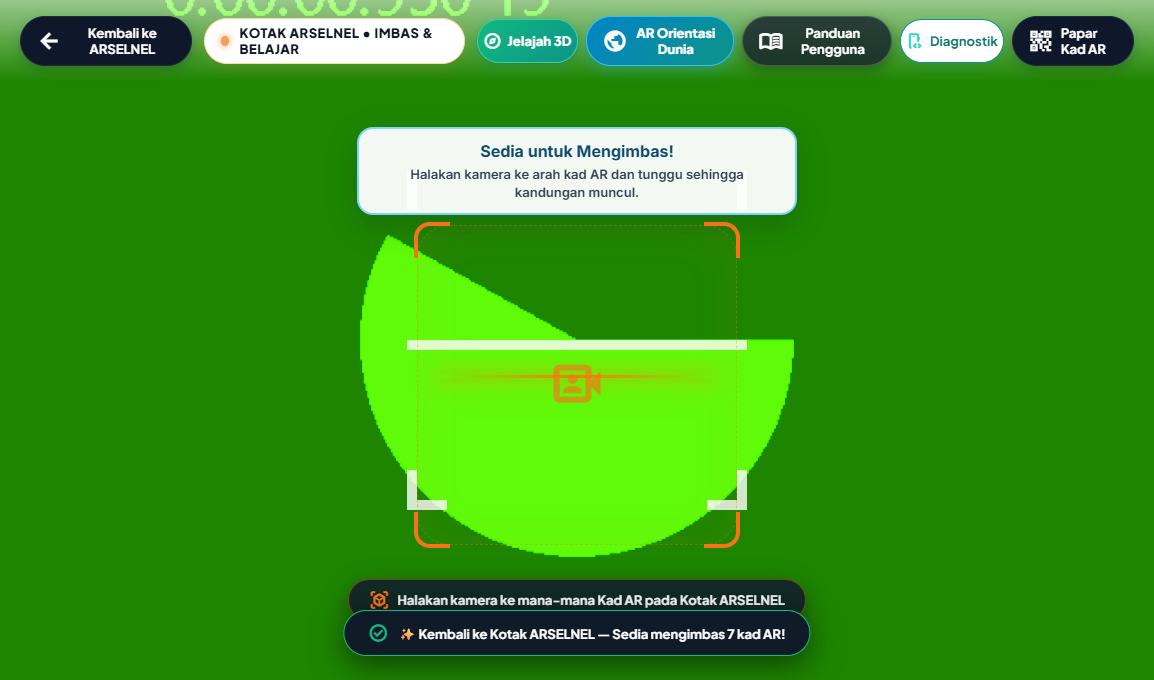 Kembali ke
ARSELNEL
KOTAK ARSELNEL ● IMBAS &
BELAJAR
Jelajah 3D
AR Orientasi
Dunia
Panduan
Pengguna
Diagnostik
Papar
Kad AR
Sedia untuk Mengimbas!
Halakan kamera ke arah kad AR dan tunggu sehingga
kandungan muncul.
Halakan kamera ke mana-mana Kad AR pada Kotak ARSELNEL
✨ Kembali ke Kotak ARSELNEL — Sedia mengimbas 7 kad AR!